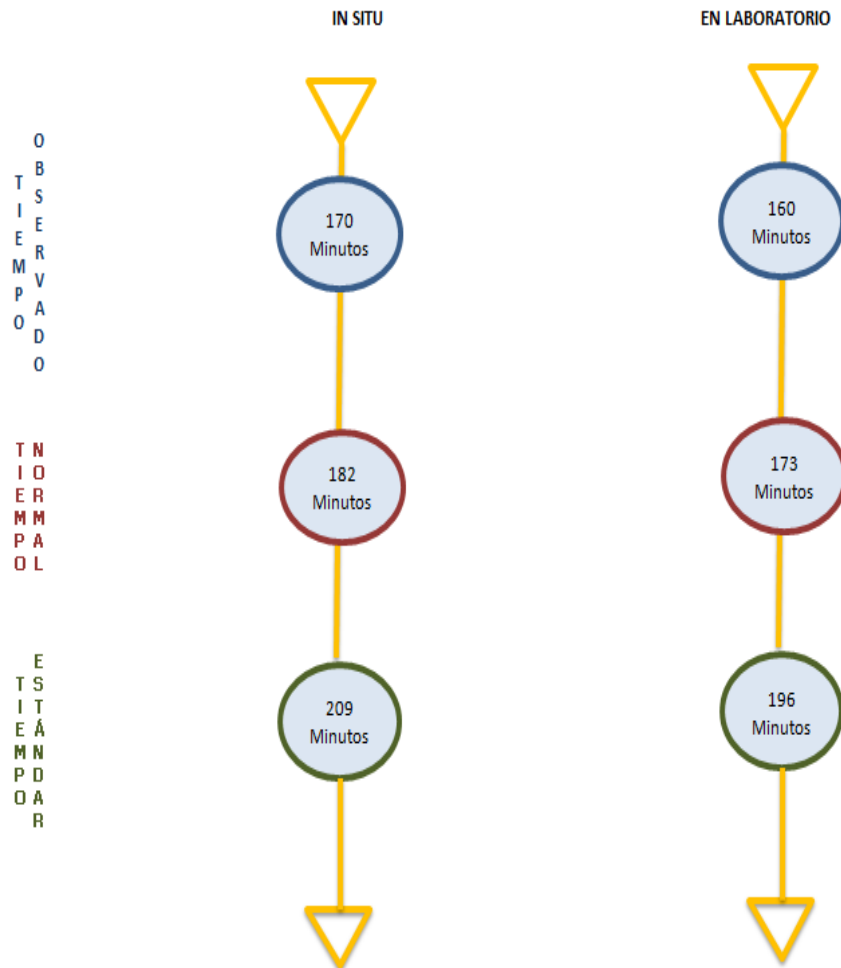 IN SITU
EN LABORATORIO
TIEMPO
OBSERVADO
170
Minutos
160
Minutos
TIEMPO
NORMAL
182
Minutos
173
Minutos
TIEMPO
ESTÁNDAR
209
Minutos
196
Minutos